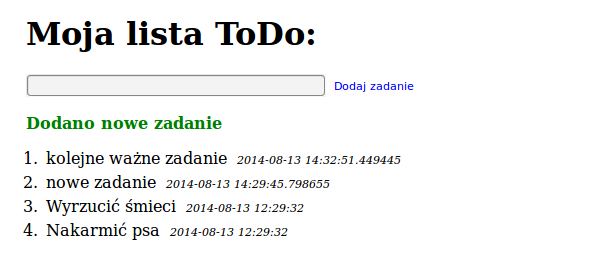 Moja lista ToDo:
Dodaj zadanie
Dodano nowe zadanie
1. kolejne ważne zadanie 2014-08-13 14:32:51.449445
2. nowe zadanie 2014-08-13 14:29:45.798655
3. Wyrzucić śmieci 2014-08-13 12:29:32
4. Nakarmić psa 2014-08-13 12:29:32